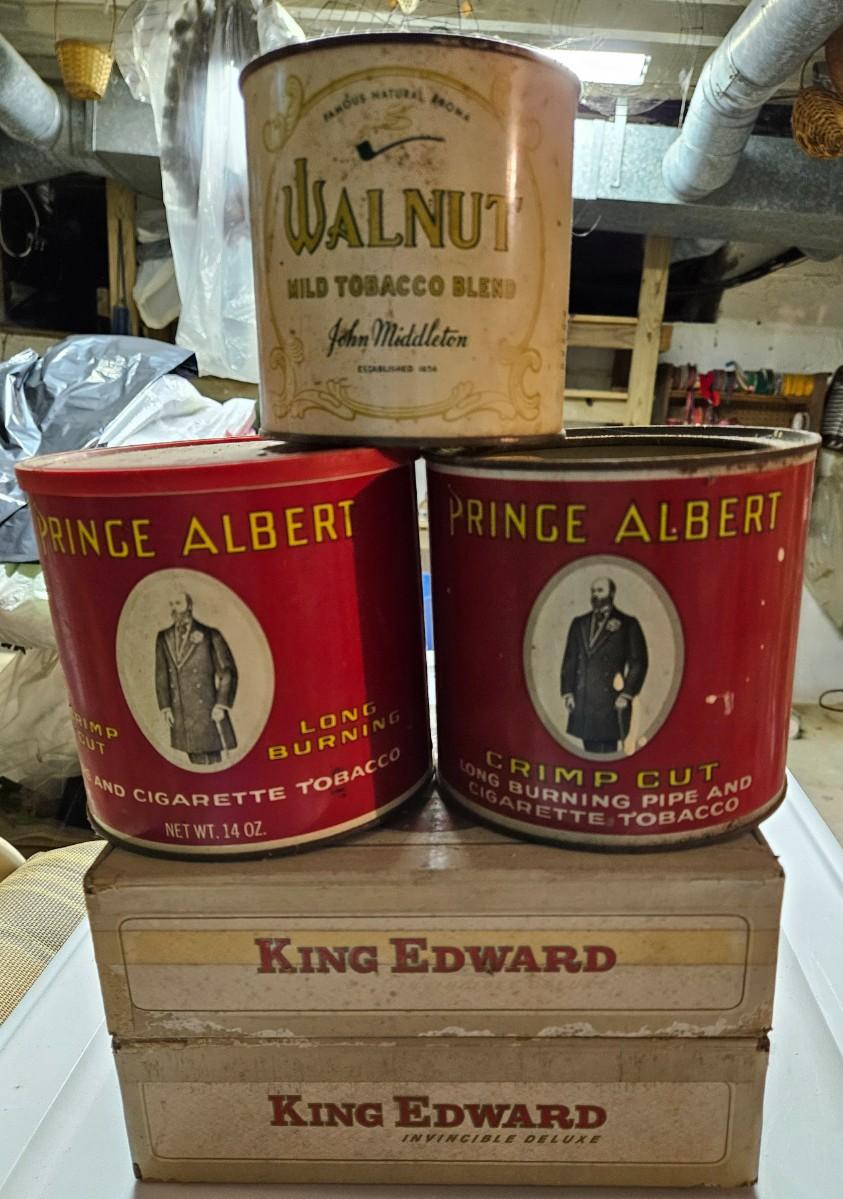 FAMOUS NATURAL AROMA
WALNUT
MILD TOBACCO BLEND
John Middleton
ESTABLISHED 1856
PRINCE ALBERT
CRIMP CUT
LONG BURNING
AND CIGARETTE TOBACCO
NET WT. 14 OZ.
PRINCE ALBERT
CRIMP CUT
LONG BURNING PIPE AND
CIGARETTE TOBACCO
KING EDWARD
KING EDWARD
INVINCIBLE DELUXE